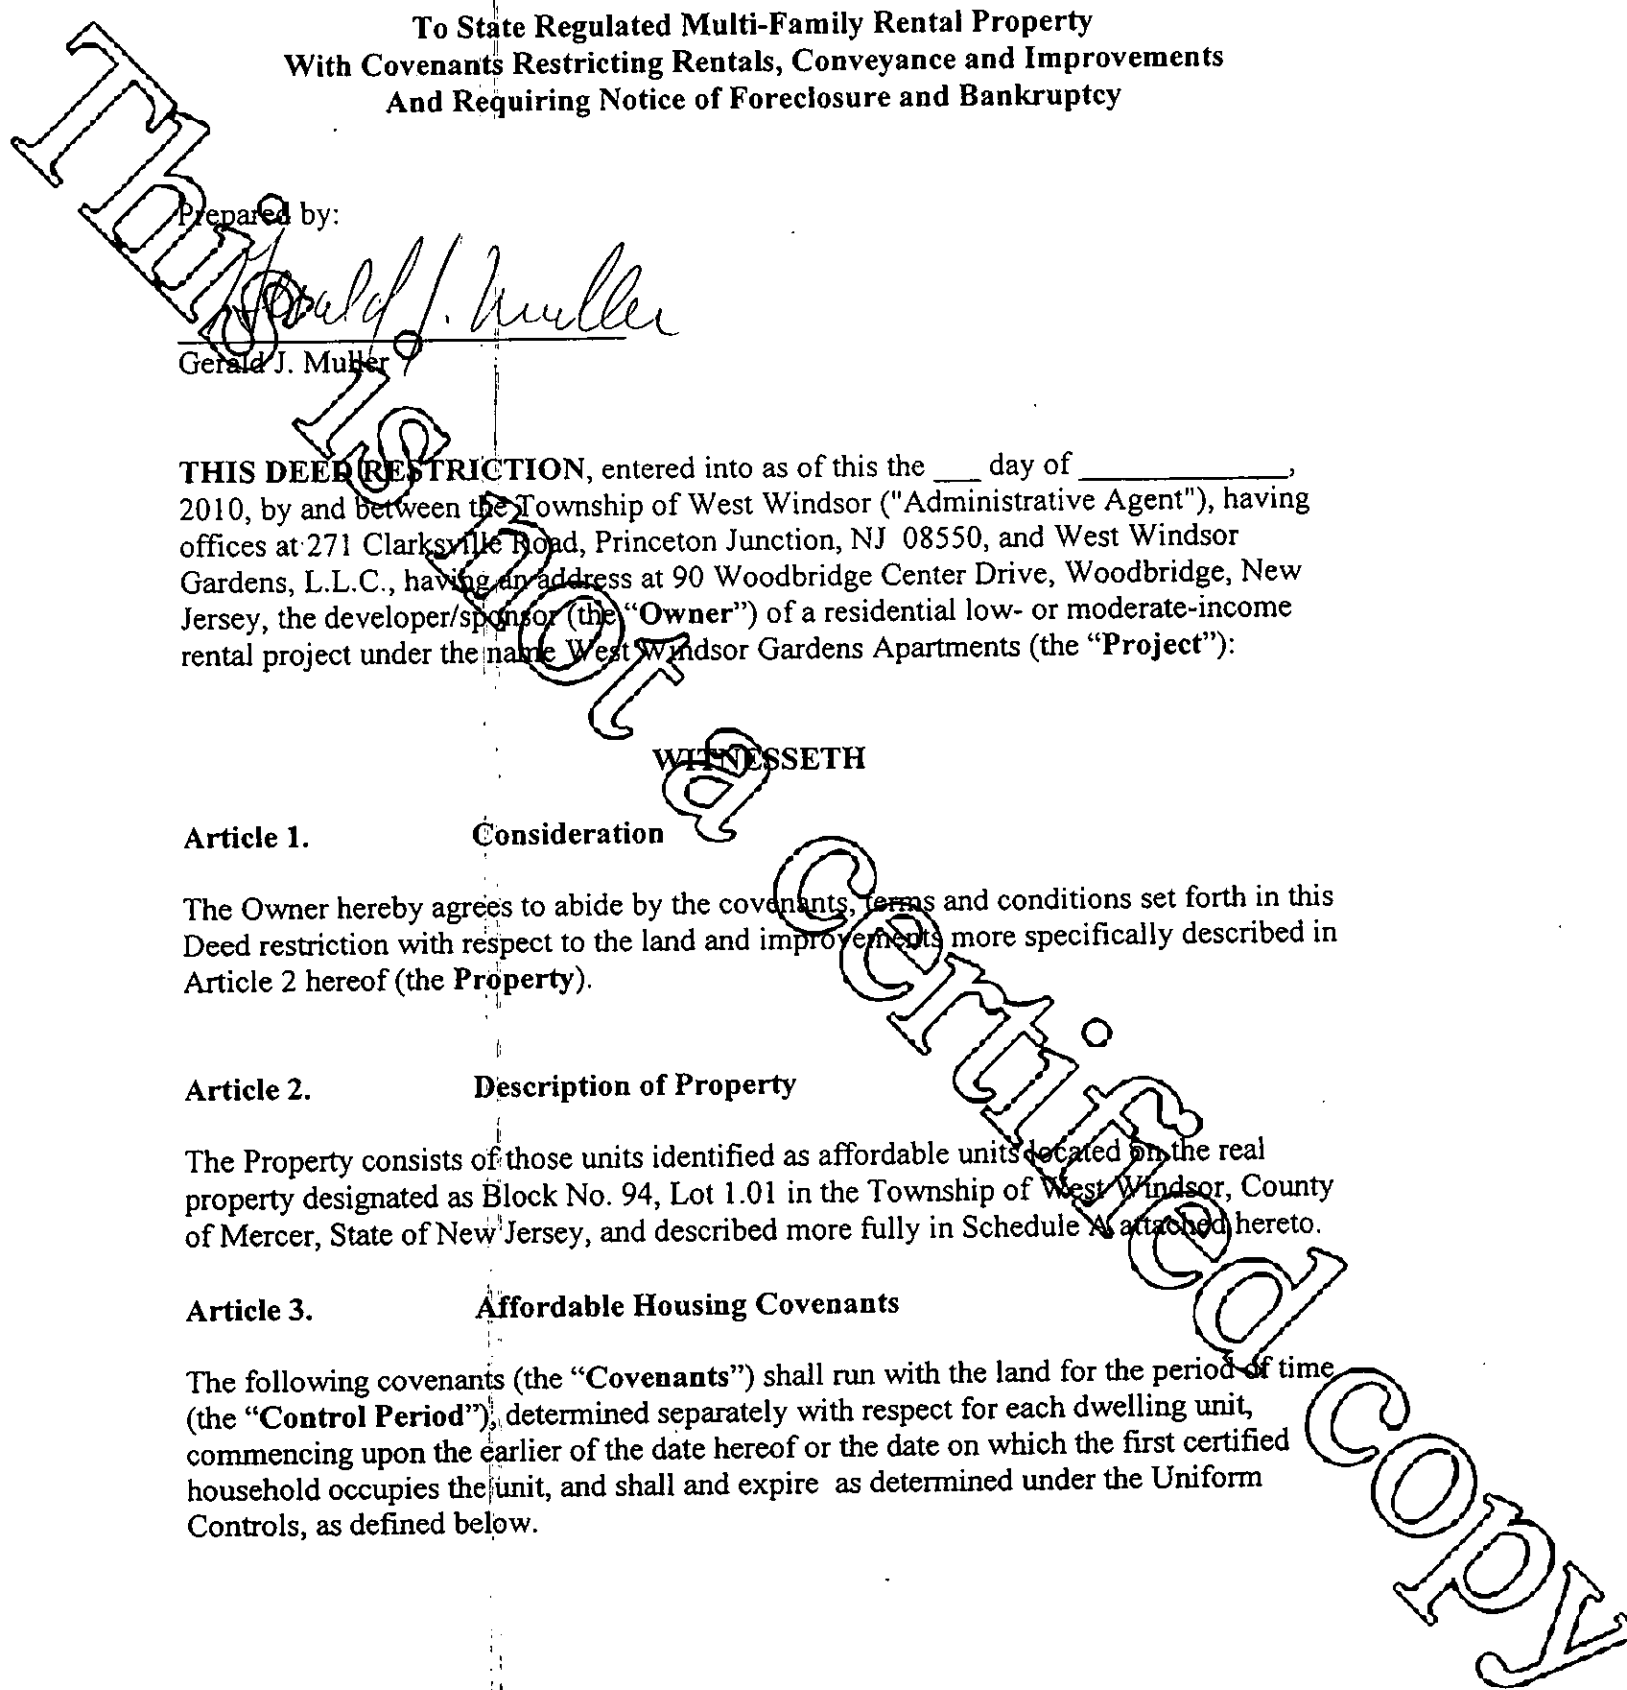 To State Regulated Multi-Family Rental Property
With Covenants Restricting Rentals, Conveyance and Improvements
And Requiring Notice of Foreclosure and Bankruptcy
Prepared by:
Gerald J. Muller
Gerald J. Muller
THIS DEED RESTRICTION, entered into as of this the ___ day of ______________,
2010, by and between the Township of West Windsor ("Administrative Agent"), having
offices at 271 Clarksville Road, Princeton Junction, NJ 08550, and West Windsor
Gardens, L.L.C., having an address at 90 Woodbridge Center Drive, Woodbridge, New
Jersey, the developer/sponsor (the “Owner”) of a residential low- or moderate-income
rental project under the name West Windsor Gardens Apartments (the “Project”):
WITNESSETH
Article 1. Consideration
The Owner hereby agrees to abide by the covenants, terms and conditions set forth in this
Deed restriction with respect to the land and improvements more specifically described in
Article 2 hereof (the Property).
Article 2. Description of Property
The Property consists of those units identified as affordable units located on the real
property designated as Block No. 94, Lot 1.01 in the Township of West Windsor, County
of Mercer, State of New Jersey, and described more fully in Schedule A attached hereto.
Article 3. Affordable Housing Covenants
The following covenants (the “Covenants”) shall run with the land for the period of time
(the “Control Period”), determined separately with respect for each dwelling unit,
commencing upon the earlier of the date hereof or the date on which the first certified
household occupies the unit, and shall and expire as determined under the Uniform
Controls, as defined below.
This is not a certified copy